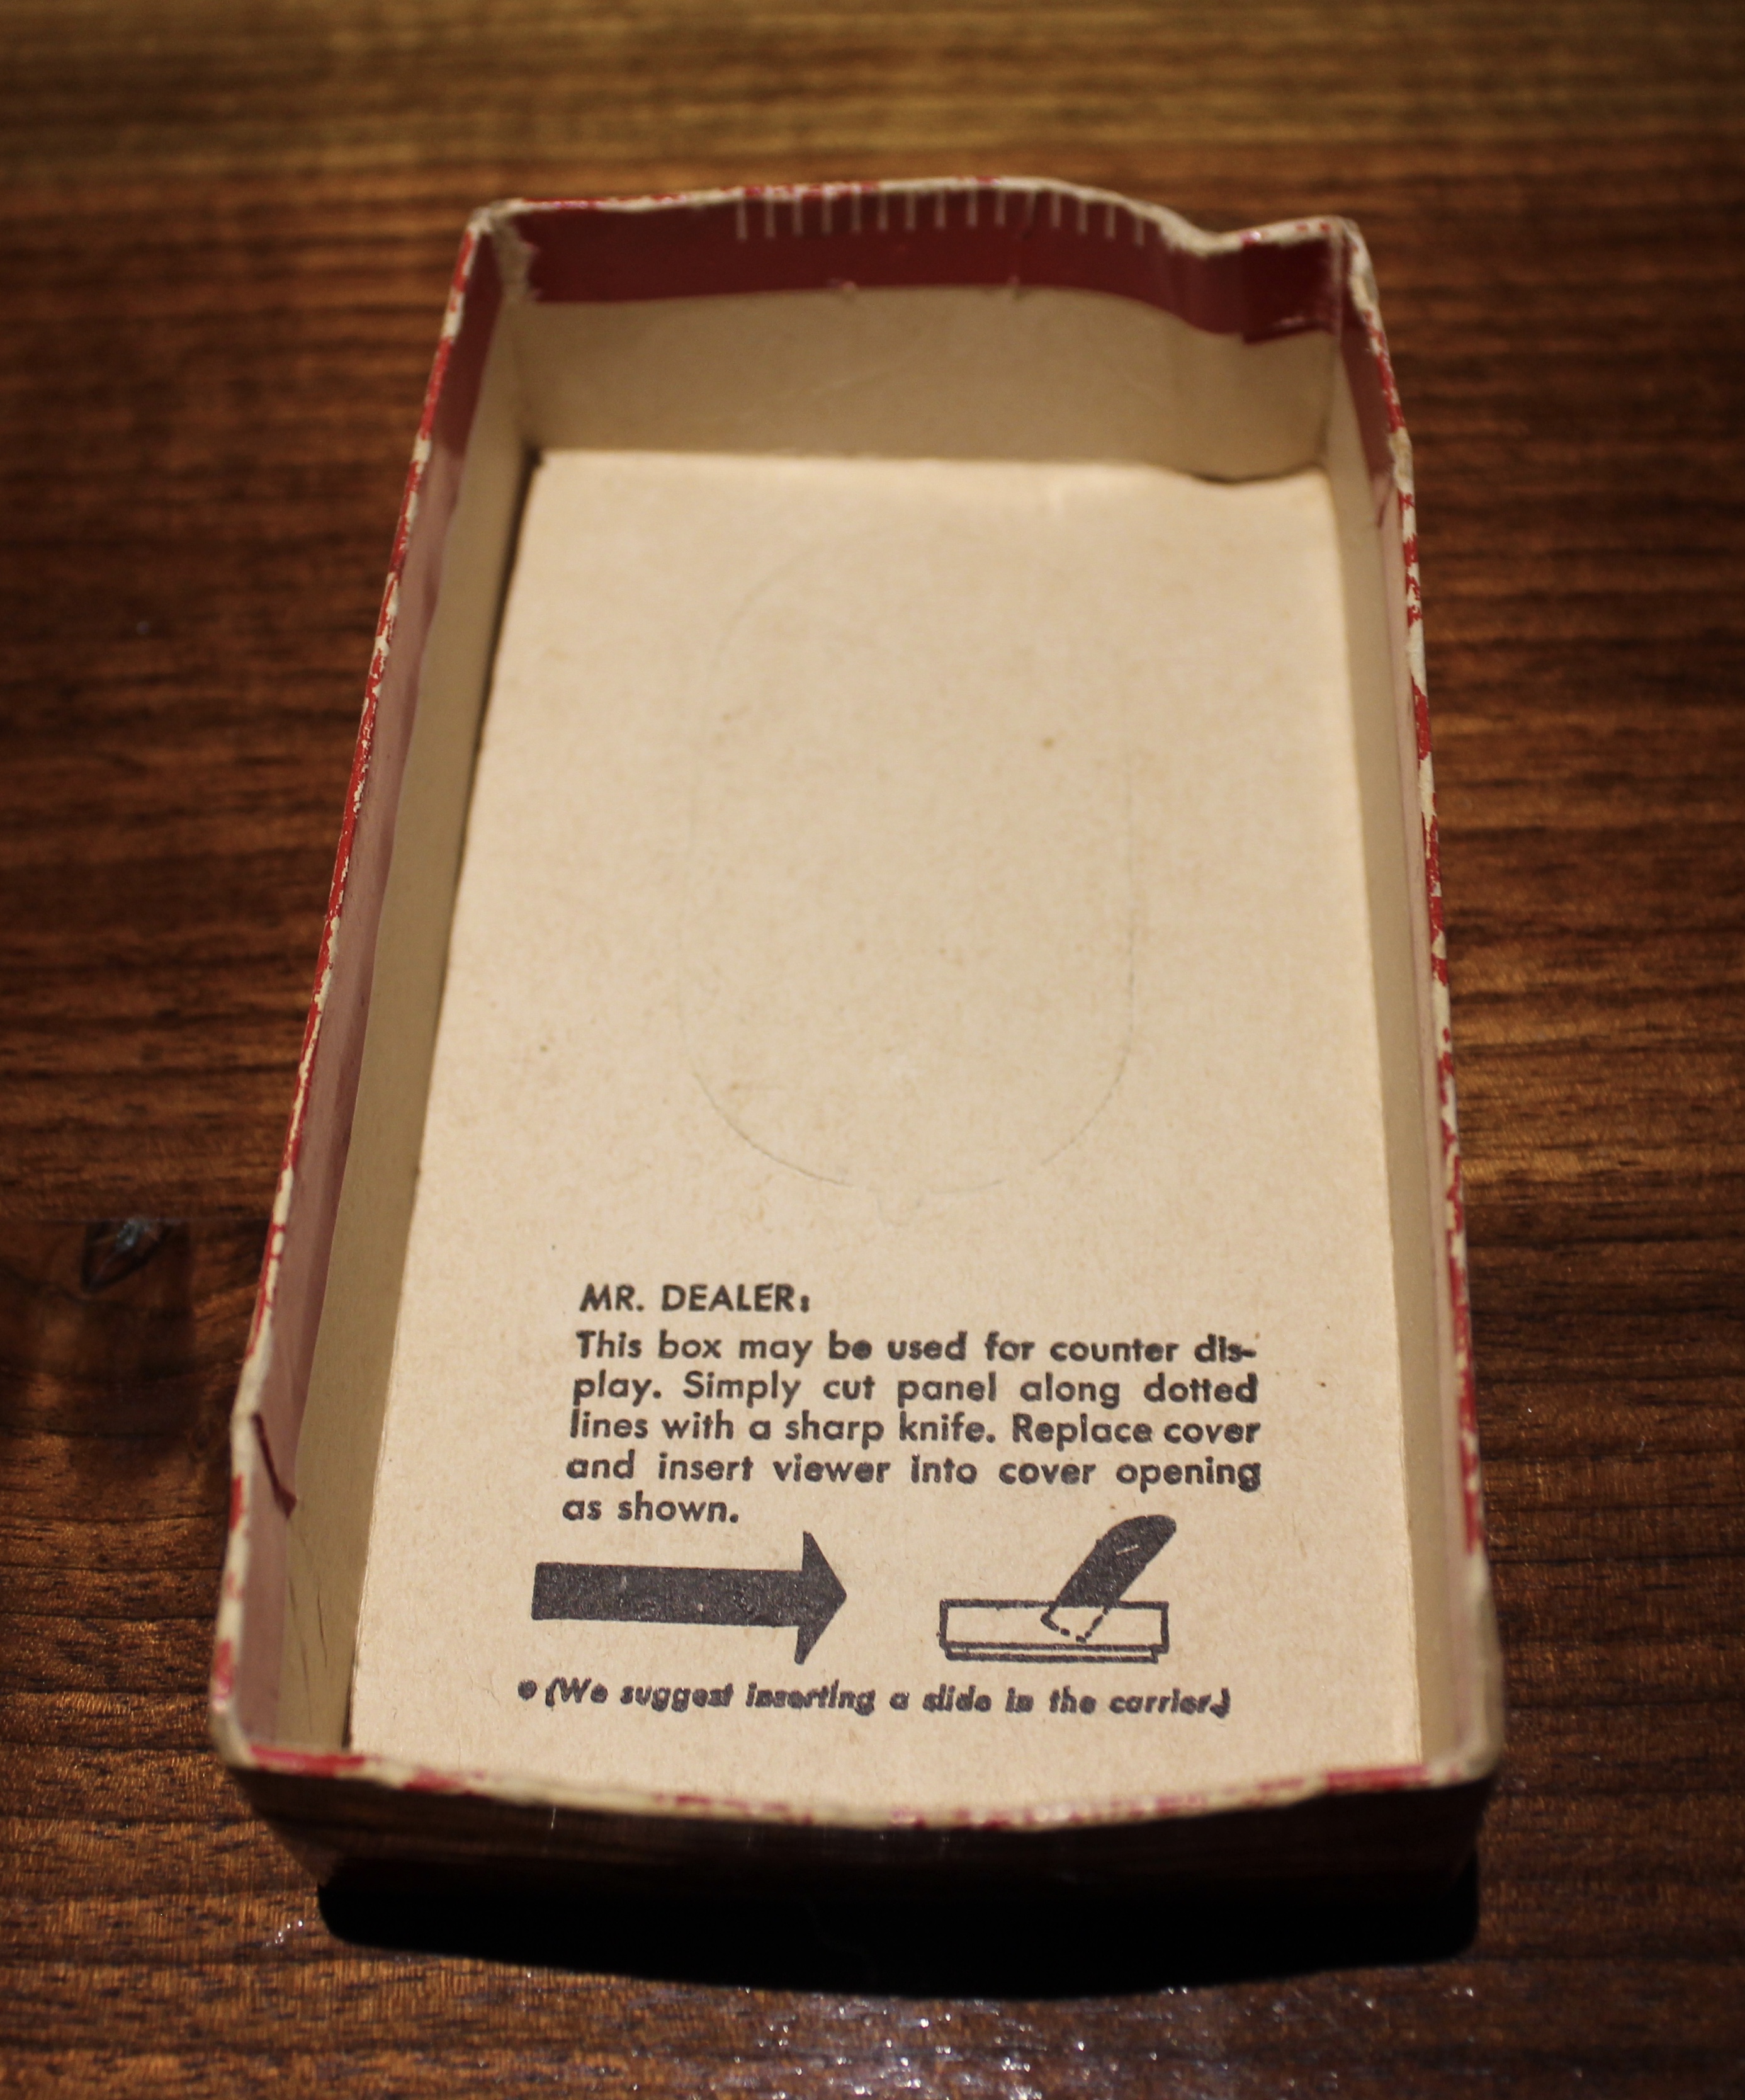 MR. DEALER:
This box may be used for counter dis-
play. Simply cut panel along dotted
lines with a sharp knife. Replace cover
and insert viewer into cover opening
as shown.
(We suggest inserting a slide in the carrier.)